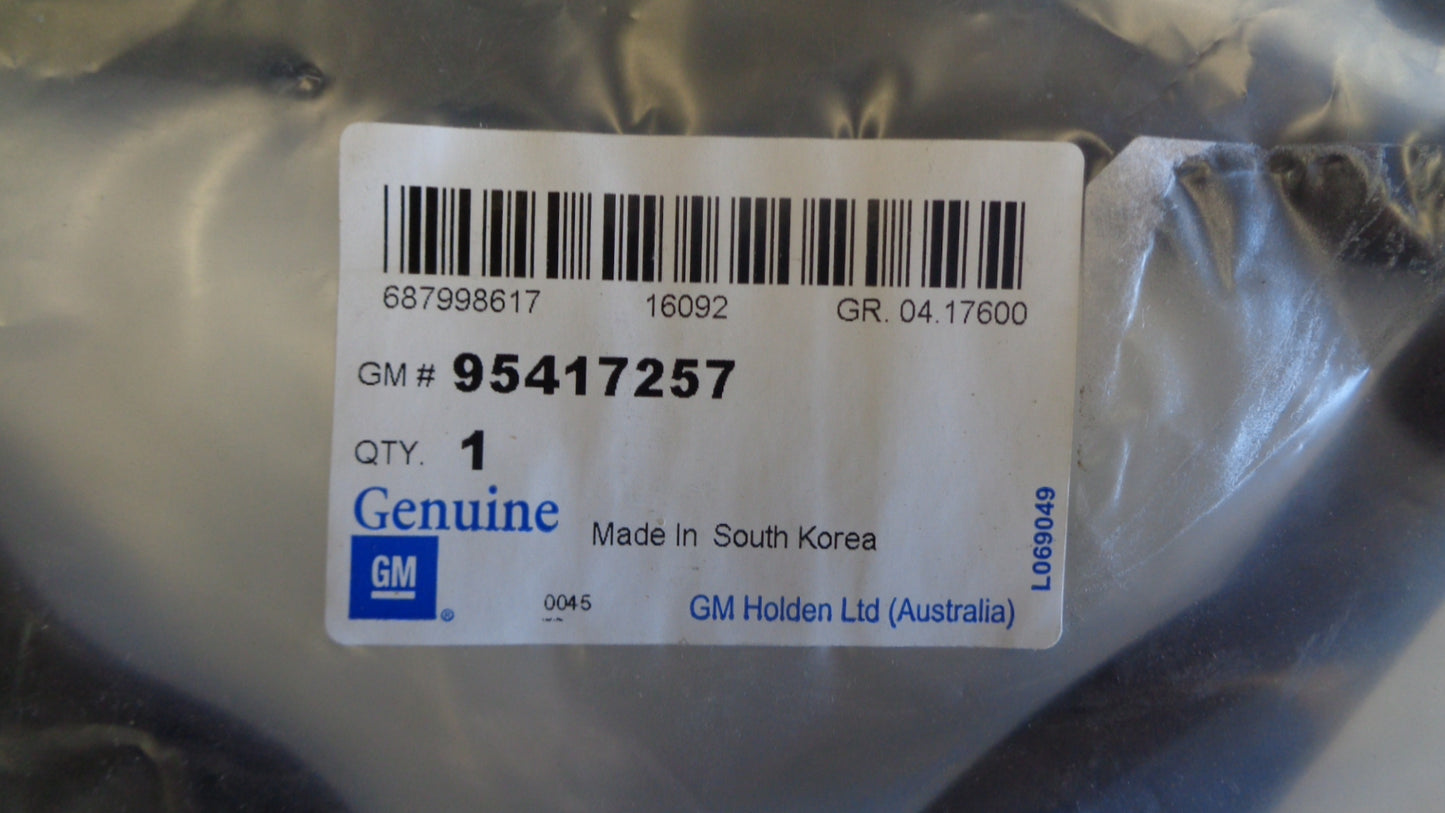 687998617 16092 GR. 04.17600
GM # 95417257
QTY. 1
Genuine
Made In South Korea
GM ®
0045
GM Holden Ltd (Australia)
L069049